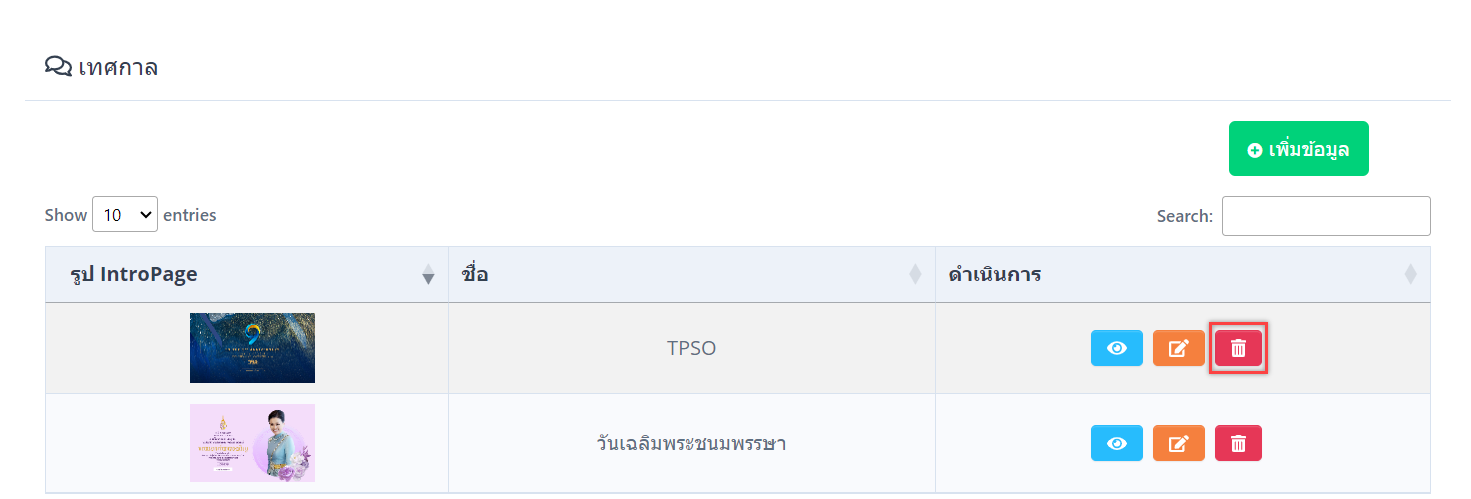 เทศกาล
เพิ่มข้อมูล
Show 10 entries
Search:
รูป IntroPage ชื่อ ดำเนินการ
TPSO
วันเฉลิมพระชนมพรรษา